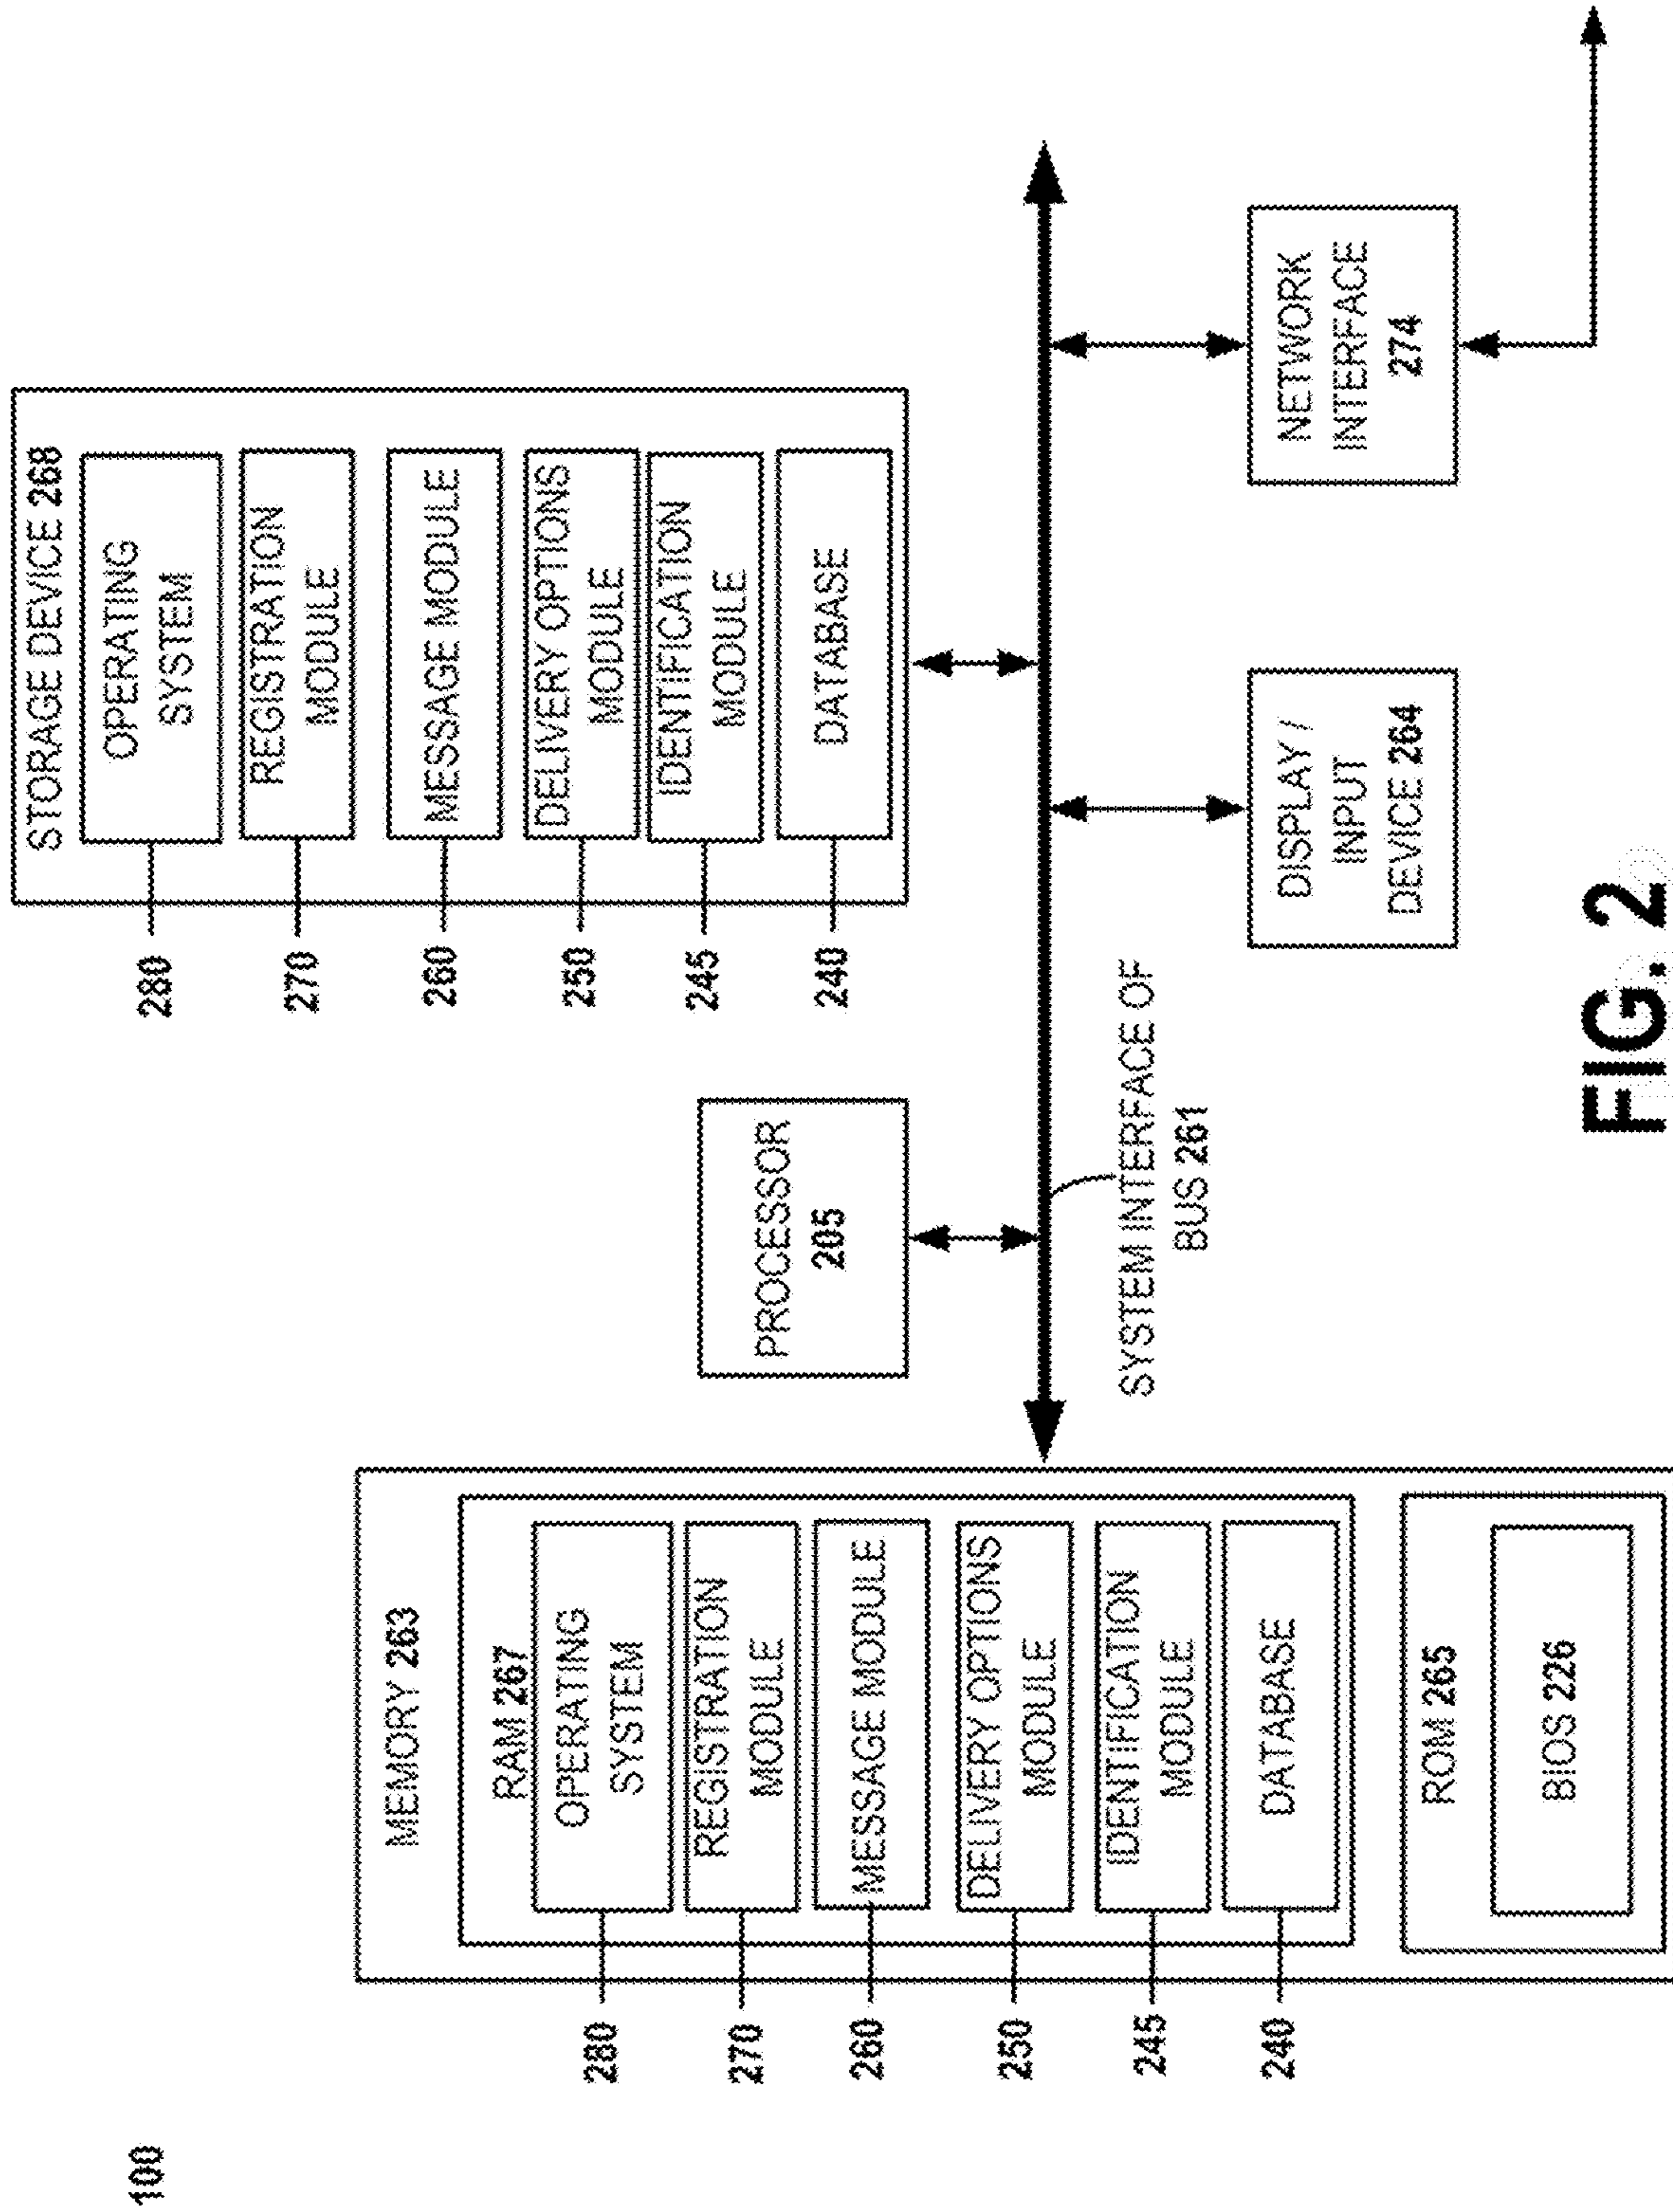 100
STORAGE DEVICE 268
OPERATING
SYSTEM
280
REGISTRATION
MODULE
270
MESSAGE MODULE
260
DELIVERY OPTIONS
MODULE
250
IDENTIFICATION
MODULE
245
DATABASE
240
MEMORY 263
RAM 267
OPERATING
SYSTEM
280
REGISTRATION
MODULE
270
MESSAGE MODULE
260
DELIVERY OPTIONS
MODULE
250
IDENTIFICATION
MODULE
245
DATABASE
240
ROM 265
BIOS 226
PROCESSOR
205
SYSTEM INTERFACE OF
BUS 261
DISPLAY /
INPUT
DEVICE 264
NETWORK
INTERFACE
274
FIG. 2